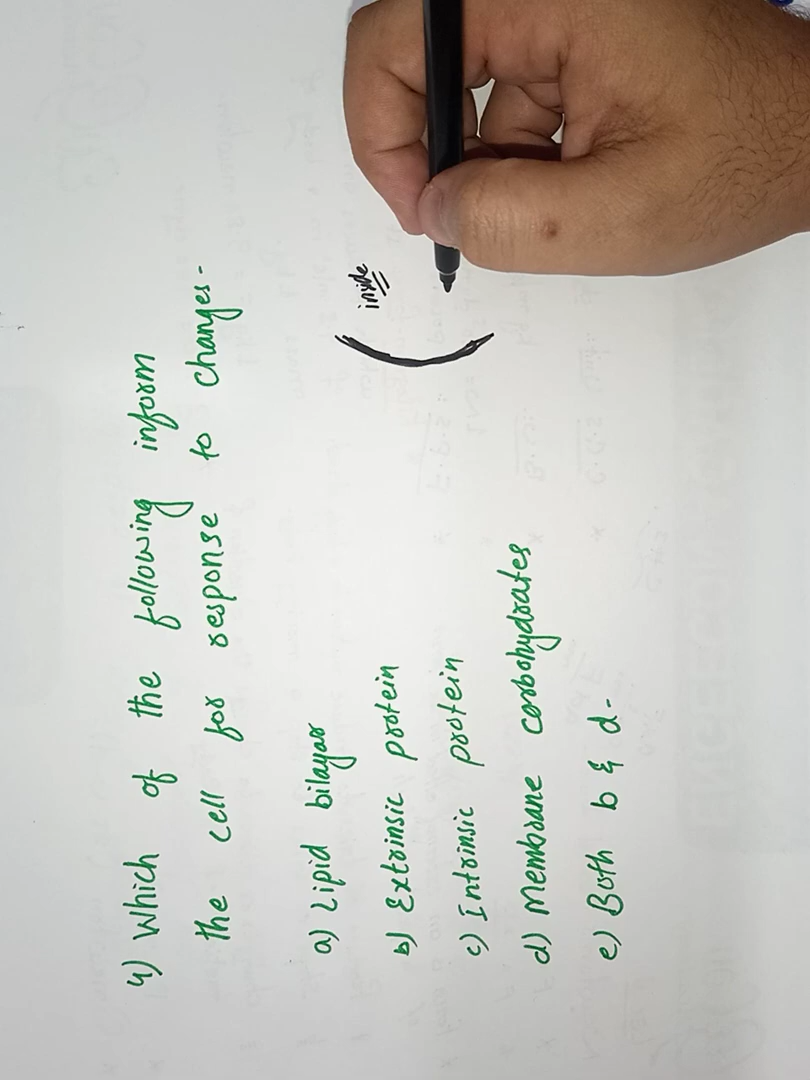 4) Which of the following inform
the cell for response to changes-
inside
a) Lipid bilayar
b) Extrinsic protein
c) Intrinsic protein
d) Membrane carbohydrates
e) Both b & d-